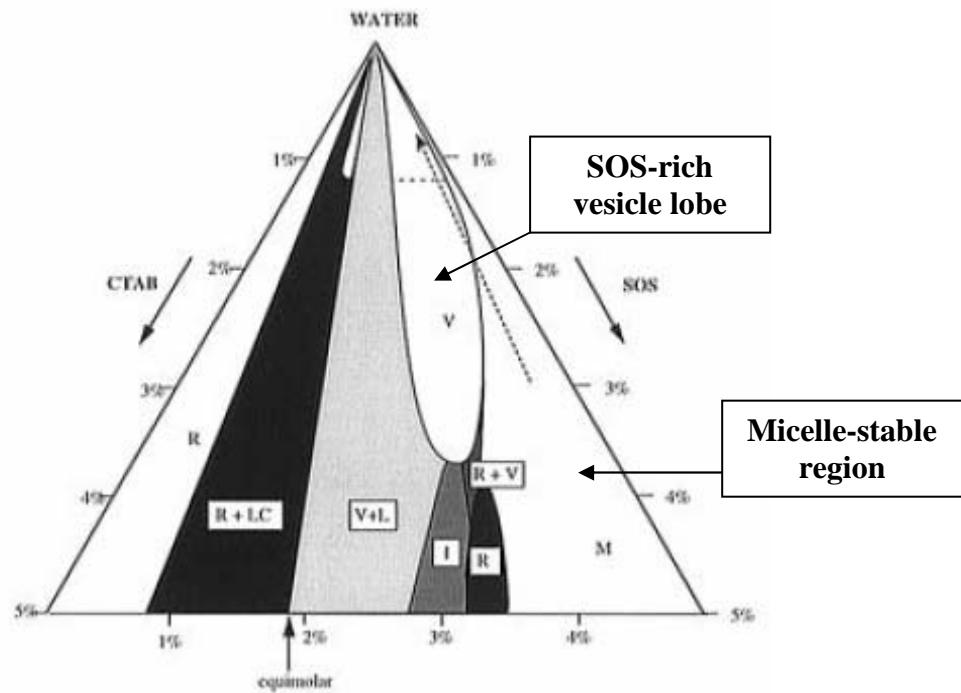 WATER
1%
1%
SOS-rich
vesicle lobe
2%
2%
CTAB
SOS
V
3%
3%
R
Micelle-stable
region
R + V
4%
4%
R + LC
V+L
I
R
M
5%
5%
1%
2%
3%
4%
equimolar